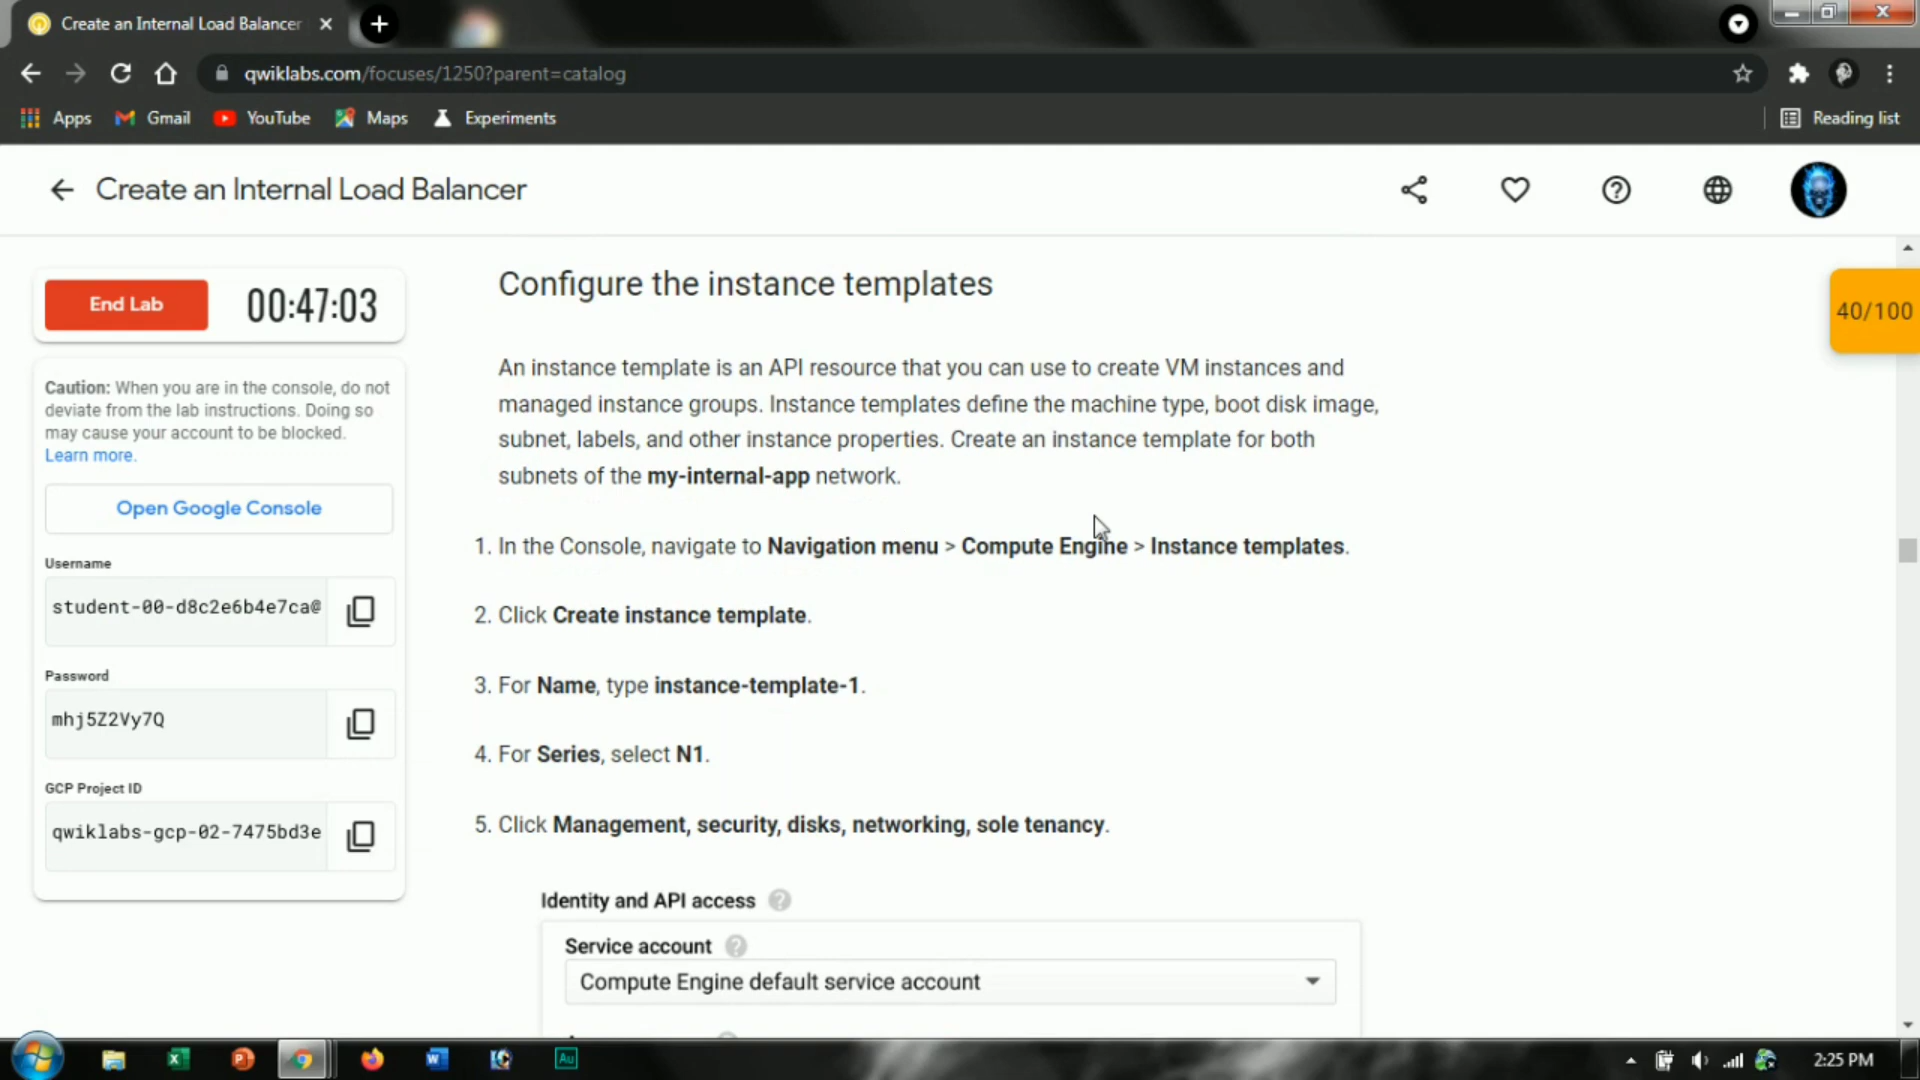 Create an Internal Load Balancer
qwiklabs.com/focuses/1250?parent=catalog
Apps
Gmail
YouTube
Maps
Experiments
Reading list
Create an Internal Load Balancer
End Lab
00:47:03
Caution: When you are in the console, do not
deviate from the lab instructions. Doing so
may cause your account to be blocked.
Learn more.
Open Google Console
Username
student-00-d8c2e6b4e7ca@
Password
mhj5Z2Vy7Q
GCP Project ID
qwiklabs-gcp-02-7475bd3e
Configure the instance templates
An instance template is an API resource that you can use to create VM instances and
managed instance groups. Instance templates define the machine type, boot disk image,
subnet, labels, and other instance properties. Create an instance template for both
subnets of the my-internal-app network.
1. In the Console, navigate to Navigation menu > Compute Engine > Instance templates.
2. Click Create instance template.
3. For Name, type instance-template-1.
4. For Series, select N1.
5. Click Management, security, disks, networking, sole tenancy.
Identity and API access
Service account
Compute Engine default service account
40/100
Au
2:25 PM